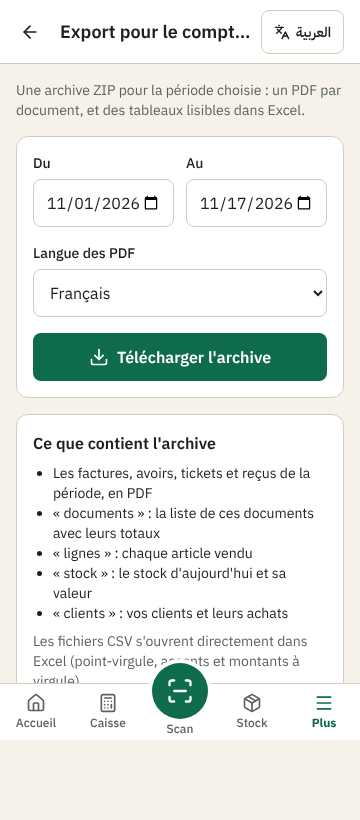 Export pour le compt...
العربية
Une archive ZIP pour la période choisie : un PDF par
document, et des tableaux lisibles dans Excel.
Du
Au
11/01/2026
11/17/2026
Langue des PDF
Français
Télécharger l'archive
Ce que contient l'archive
Les factures, avoirs, tickets et reçus de la
période, en PDF
« documents » : la liste de ces documents
avec leurs totaux
« lignes » : chaque article vendu
« stock » : le stock d'aujourd'hui et sa
valeur
« clients » : vos clients et leurs achats
Les fichiers CSV s'ouvrent directement dans
Excel (point-virgule, accents et montants à
virgule)
Accueil
Caisse
Scan
Stock
Plus